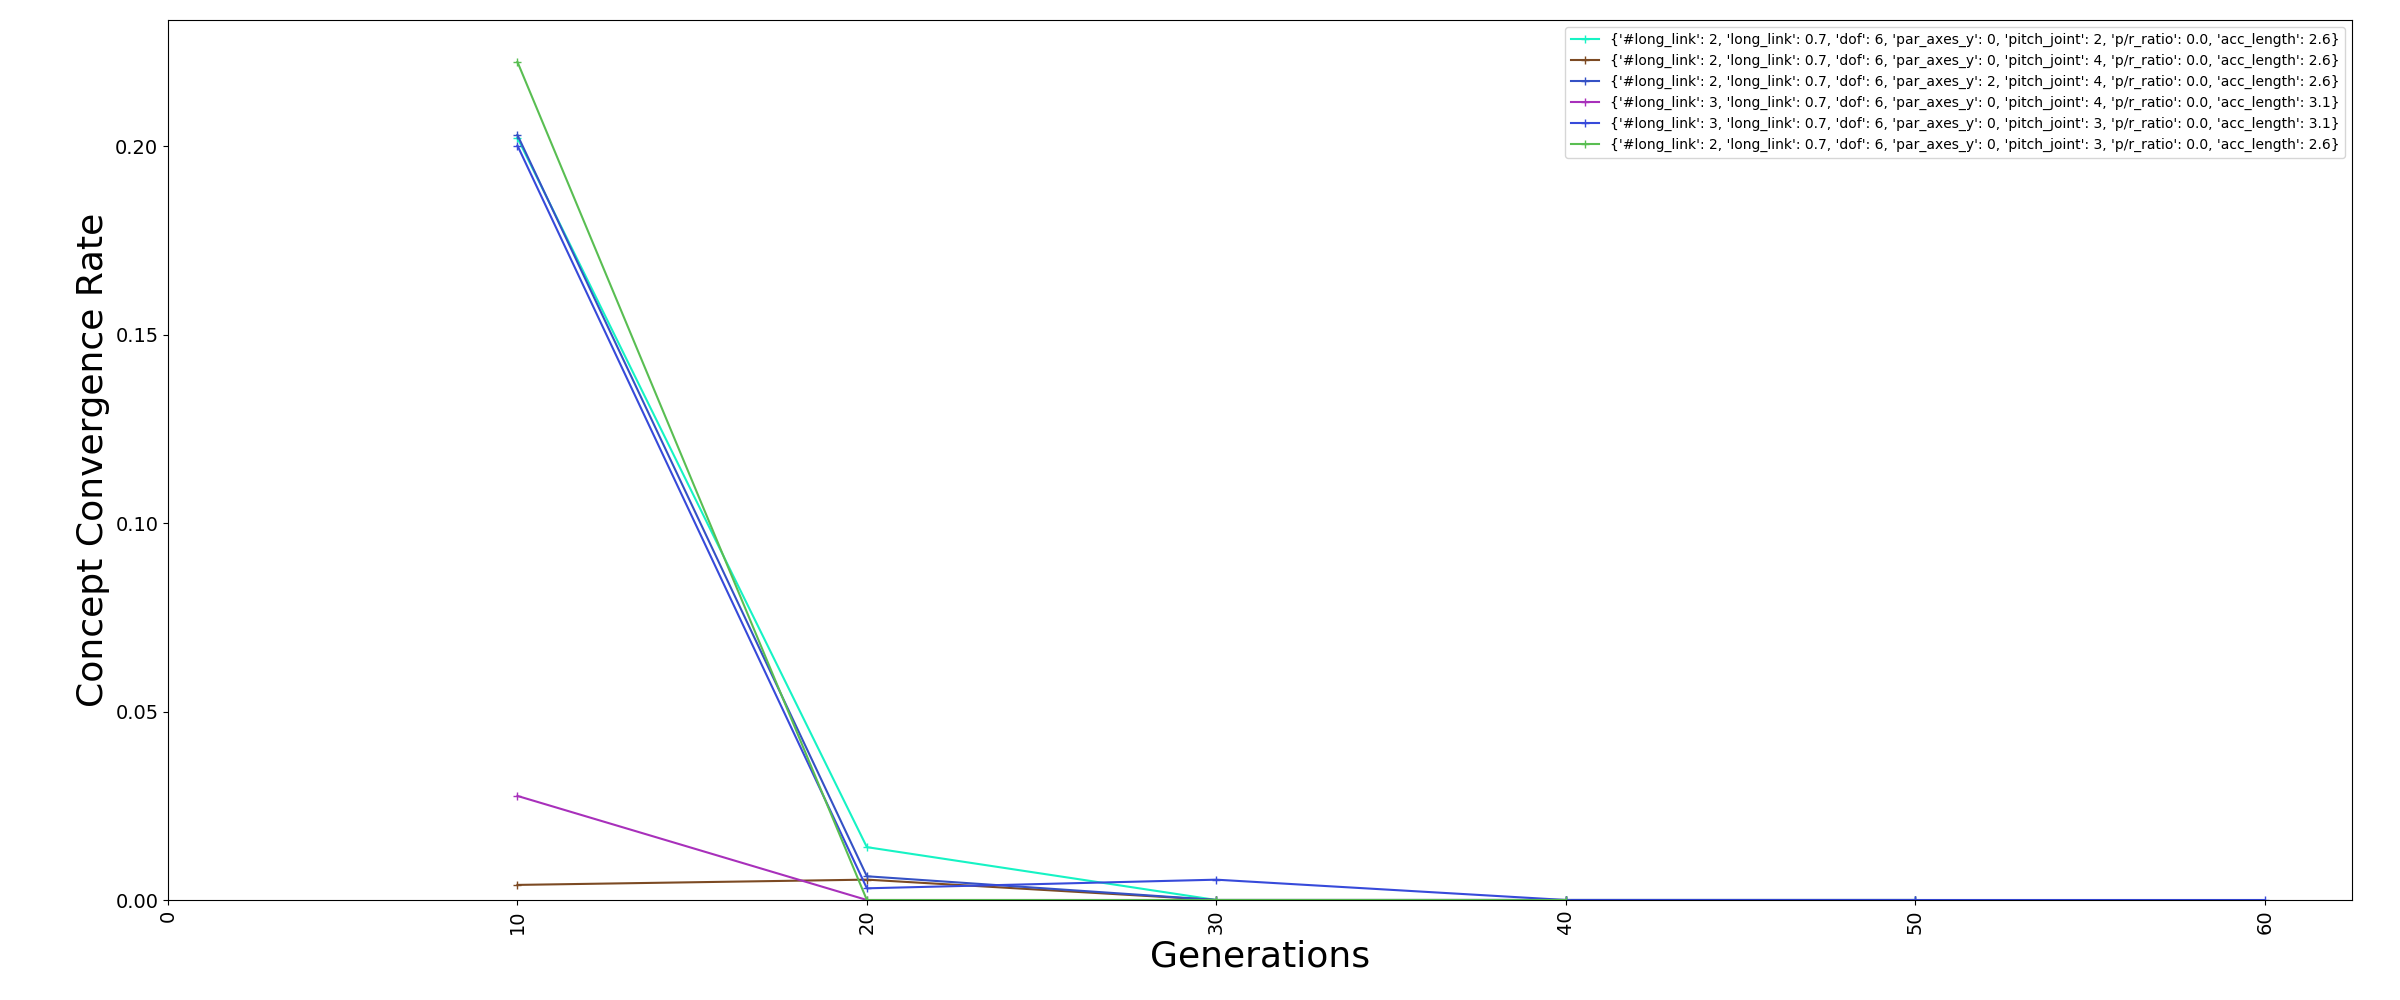 {'#long_link': 2, 'long_link': 0.7, 'dof': 6, 'par_axes_y': 0, 'pitch_joint': 2, 'p/r_ratio': 0.0, 'acc_length': 2.6}
{'#long_link': 2, 'long_link': 0.7, 'dof': 6, 'par_axes_y': 0, 'pitch_joint': 4, 'p/r_ratio': 0.0, 'acc_length': 2.6}
{'#long_link': 2, 'long_link': 0.7, 'dof': 6, 'par_axes_y': 2, 'pitch_joint': 4, 'p/r_ratio': 0.0, 'acc_length': 2.6}
{'#long_link': 3, 'long_link': 0.7, 'dof': 6, 'par_axes_y': 0, 'pitch_joint': 4, 'p/r_ratio': 0.0, 'acc_length': 3.1}
{'#long_link': 3, 'long_link': 0.7, 'dof': 6, 'par_axes_y': 0, 'pitch_joint': 3, 'p/r_ratio': 0.0, 'acc_length': 3.1}
{'#long_link': 2, 'long_link': 0.7, 'dof': 6, 'par_axes_y': 0, 'pitch_joint': 3, 'p/r_ratio': 0.0, 'acc_length': 2.6}
Concept Convergence Rate
0.20
0.15
0.10
0.05
0.00
0
10
20
30
40
50
60
Generations